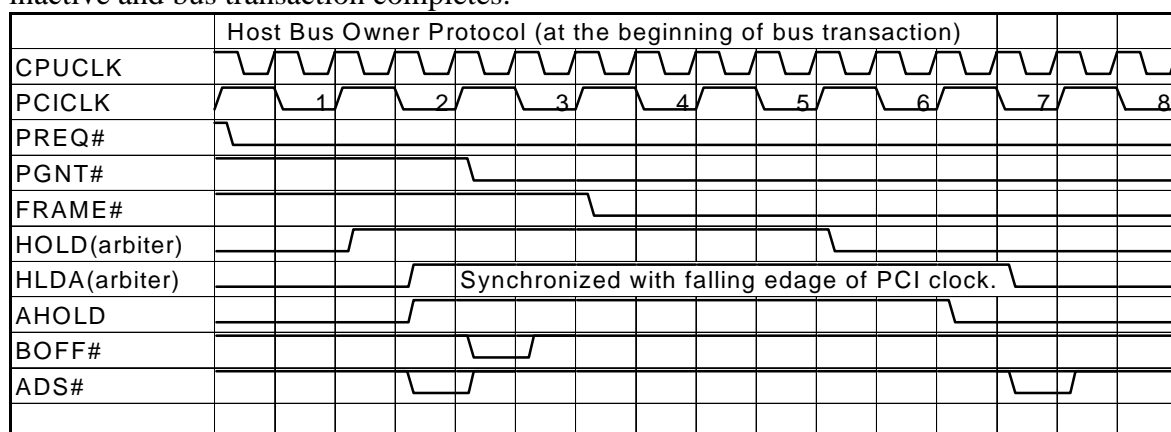 inactive and bus transaction completes.
Host Bus Owner Protocol (at the beginning of bus transaction)
CPUCLK
PCICLK 1 2 3 4 5 6 7 8
PREQ#
PGNT#
FRAME#
HOLD(arbiter)
HLDA(arbiter) Synchronized with falling edage of PCI clock.
AHOLD
BOFF#
ADS#